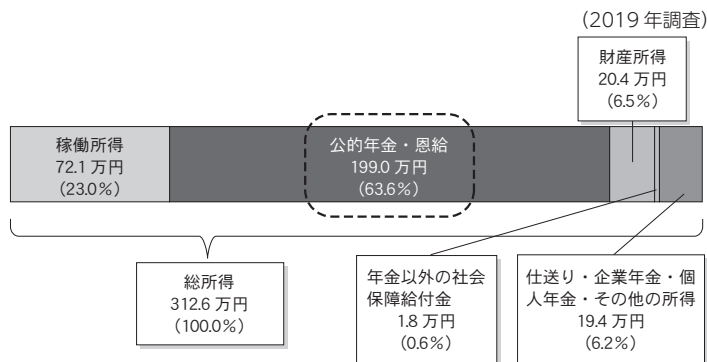 (2019年調査)
財産所得
20.4万円
(6.5%)
稼働所得
72.1万円
(23.0%)
公的年金・恩給
199.0万円
(63.6%)
総所得
312.6万円
(100.0%)
年金以外の社会
保障給付金
1.8万円
(0.6%)
仕送り・企業年金・個
人年金・その他の所得
19.4万円
(6.2%)